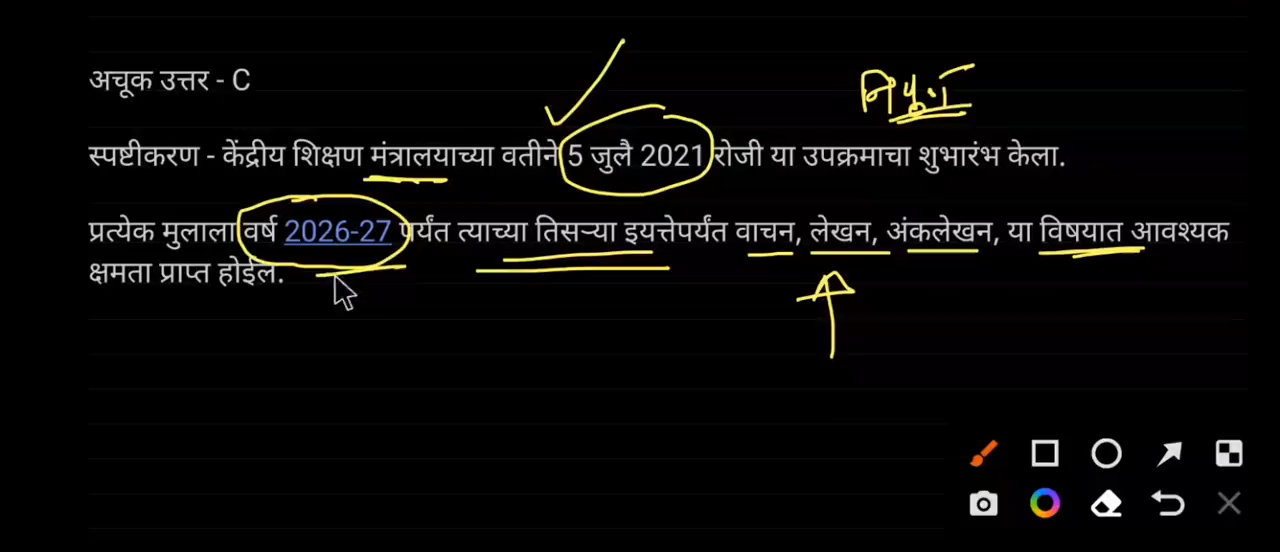 अचूक उत्तर - C
निपुण
स्पष्टीकरण - केंद्रीय शिक्षण मंत्रालयाच्या वतीने 5 जुलै 2021 रोजी या उपक्रमाचा शुभारंभ केला.
प्रत्येक मुलाला वर्ष 2026-27 पर्यंत त्याच्या तिसऱ्या इयत्तेपर्यंत वाचन, लेखन, अंकलेखन, या विषयात आवश्यक
क्षमता प्राप्त होईल.